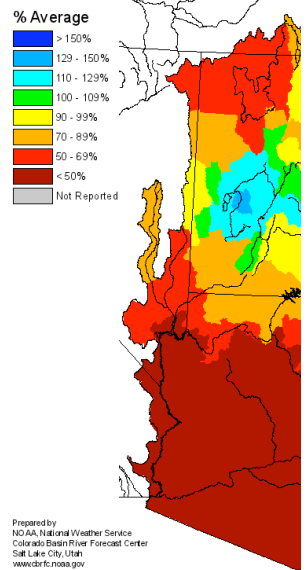 % Average
> 150%
129 - 150%
110 - 129%
100 - 109%
90 - 99%
70 - 89%
50 - 69%
< 50%
Not Reported
Prepared by
NOAA, National Weather Service
Colorado Basin River Forecast Center
Salt Lake City, Utah
www.cbrfc.noaa.gov